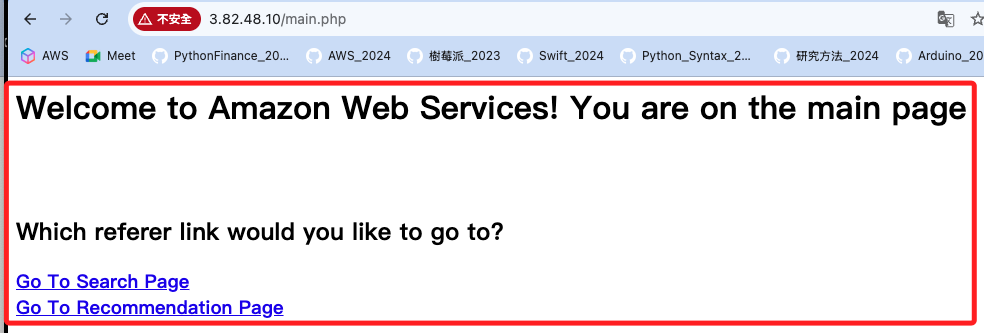 不安全 3.82.48.10/main.php
AWS Meet PythonFinance_20... AWS_2024 樹莓派_2023 Swift_2024 Python_Syntax_2... 研究方法_2024 Arduino_20
Welcome to Amazon Web Services! You are on the main page
Which referer link would you like to go to?
Go To Search Page
Go To Recommendation Page